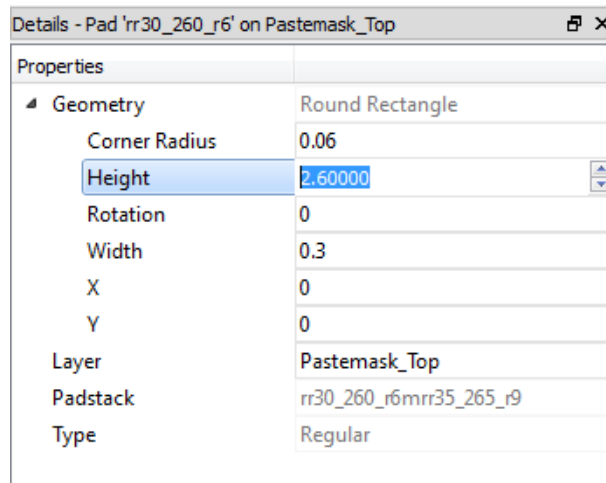 Details - Pad 'rr30_260_r6' on Pastemask_Top
Properties
Geometry Round Rectangle
Corner Radius 0.06
Height 2.60000
Rotation 0
Width 0.3
X 0
Y 0
Layer Pastemask_Top
Padstack rr30_260_r6mrr35_265_r9
Type Regular